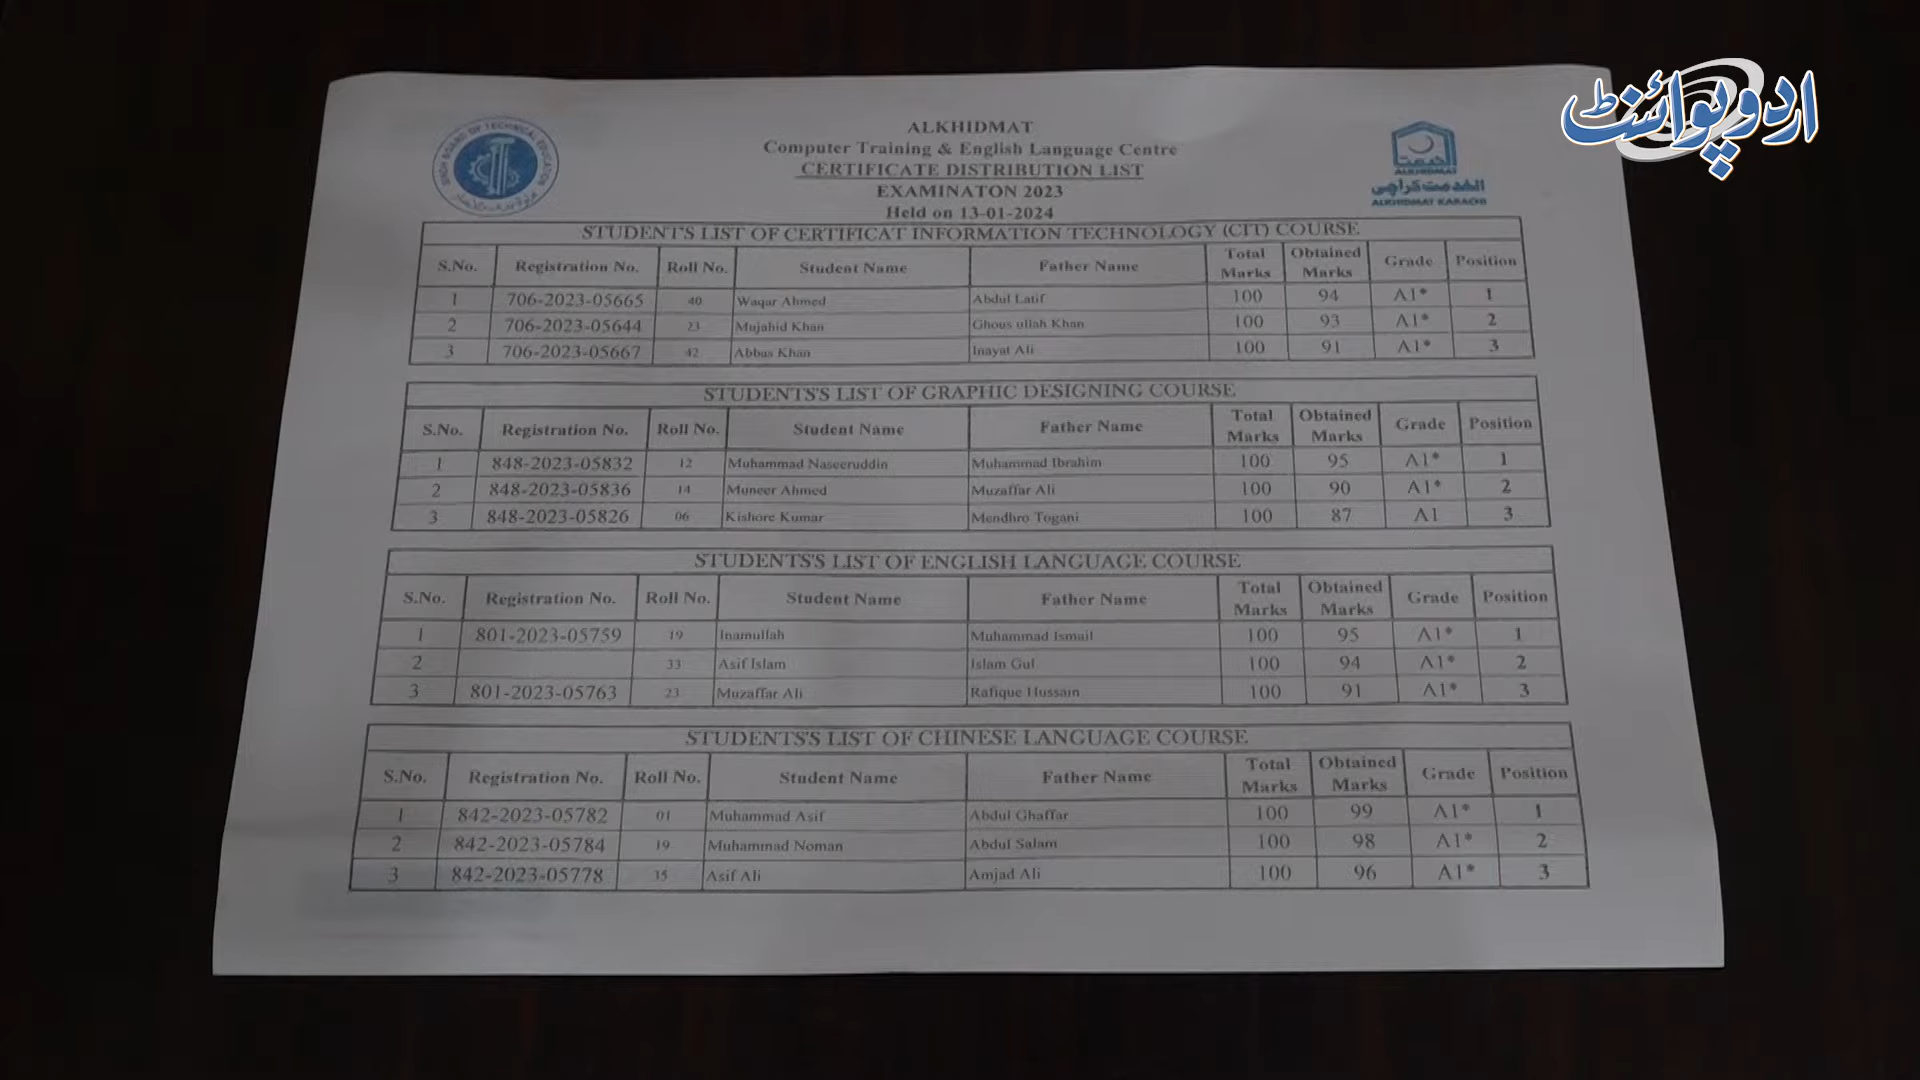 اردو پوائنٹ
ALKHIDMAT
Computer Training & English Language Centre
CERTIFICATE DISTRIBUTION LIST
EXAMINATON 2023
Held on 13-01-2024
SINDH BOARD OF TECHNICAL EDUCATION
ALKHIDMAT
الخدمت کراچی
ALKHIDMAT KARACHI
STUDENT'S LIST OF CERTIFICAT INFORMATION TECHNOLOGY (CIT) COURSE
S.No. Registration No. Roll No. Student Name Father Name Total Marks Obtained Marks Grade Position
1 706-2023-05665 40 Waqar Ahmed Abdul Latif 100 94 A1* 1
2 706-2023-05644 23 Mujahid Khan Ghous ullah Khan 100 93 A1* 2
3 706-2023-05667 42 Abbas Khan Inayat Ali 100 91 A1* 3
STUDENTS'S LIST OF GRAPHIC DESIGNING COURSE
S.No. Registration No. Roll No. Student Name Father Name Total Marks Obtained Marks Grade Position
1 848-2023-05832 12 Muhammad Naseeruddin Muhammad Ibrahim 100 95 A1* 1
2 848-2023-05836 14 Muneer Ahmed Muzaffar Ali 100 90 A1* 2
3 848-2023-05826 06 Kishore Kumar Mendhro Togani 100 87 A1 3
STUDENTS'S LIST OF ENGLISH LANGUAGE COURSE
S.No. Registration No. Roll No. Student Name Father Name Total Marks Obtained Marks Grade Position
1 801-2023-05759 19 Inamullah Muhammad Ismail 100 95 A1* 1
2 33 Asif Islam Islam Gul 100 94 A1* 2
3 801-2023-05763 23 Muzaffar Ali Rafique Hussain 100 91 A1* 3
STUDENTS'S LIST OF CHINESE LANGUAGE COURSE
S.No. Registration No. Roll No. Student Name Father Name Total Marks Obtained Marks Grade Position
1 842-2023-05782 01 Muhammad Asif Abdul Ghaffar 100 99 A1* 1
2 842-2023-05784 19 Muhammad Noman Abdul Salam 100 98 A1* 2
3 842-2023-05778 15 Asif Ali Amjad Ali 100 96 A1* 3